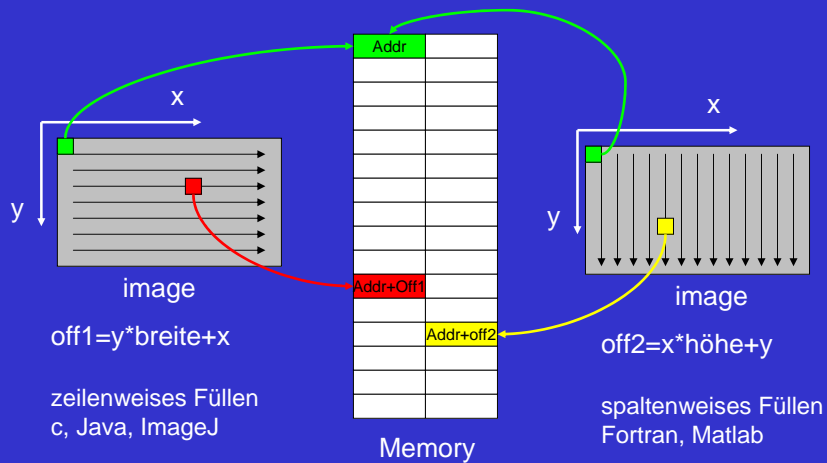 x
y
image
off1=y*breite+x
zeilenweises Füllen
c, Java, ImageJ
Addr
Addr+Off1
Addr+off2
Memory
x
y
image
off2=x*höhe+y
spaltenweises Füllen
Fortran, Matlab